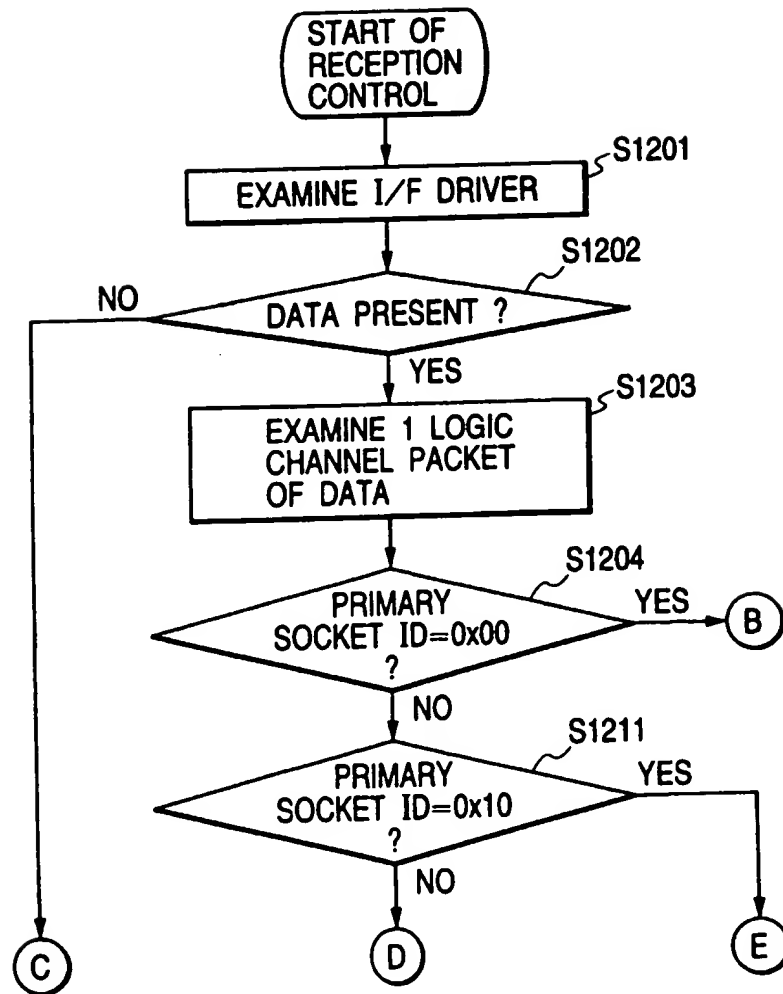 START OF
RECEPTION
CONTROL
S1201
EXAMINE I/F DRIVER
S1202
NO
DATA PRESENT ?
YES
S1203
EXAMINE 1 LOGIC
CHANNEL PACKET
OF DATA
S1204
PRIMARY
SOCKET ID=0x00
?
YES
B
NO
S1211
PRIMARY
SOCKET ID=0x10
?
YES
NO
C
D
E